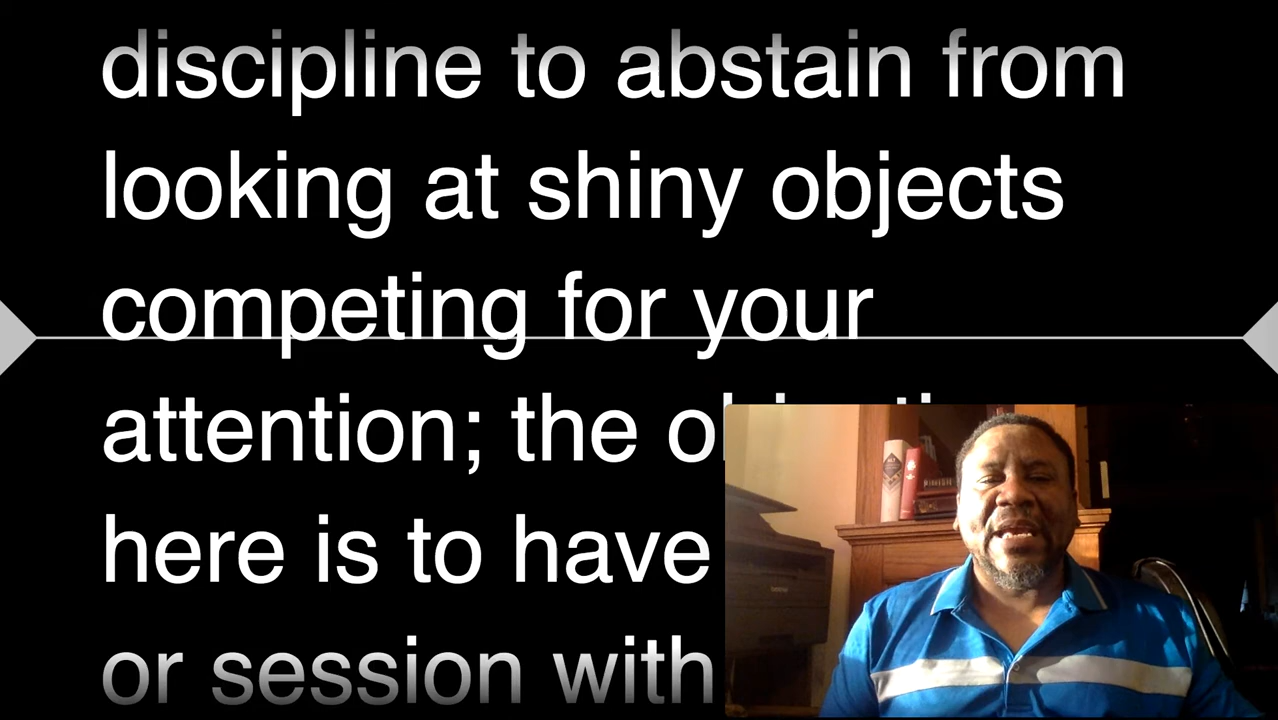 discipline to abstain from
looking at shiny objects
competing for your
attention; the
here is to have
or session with